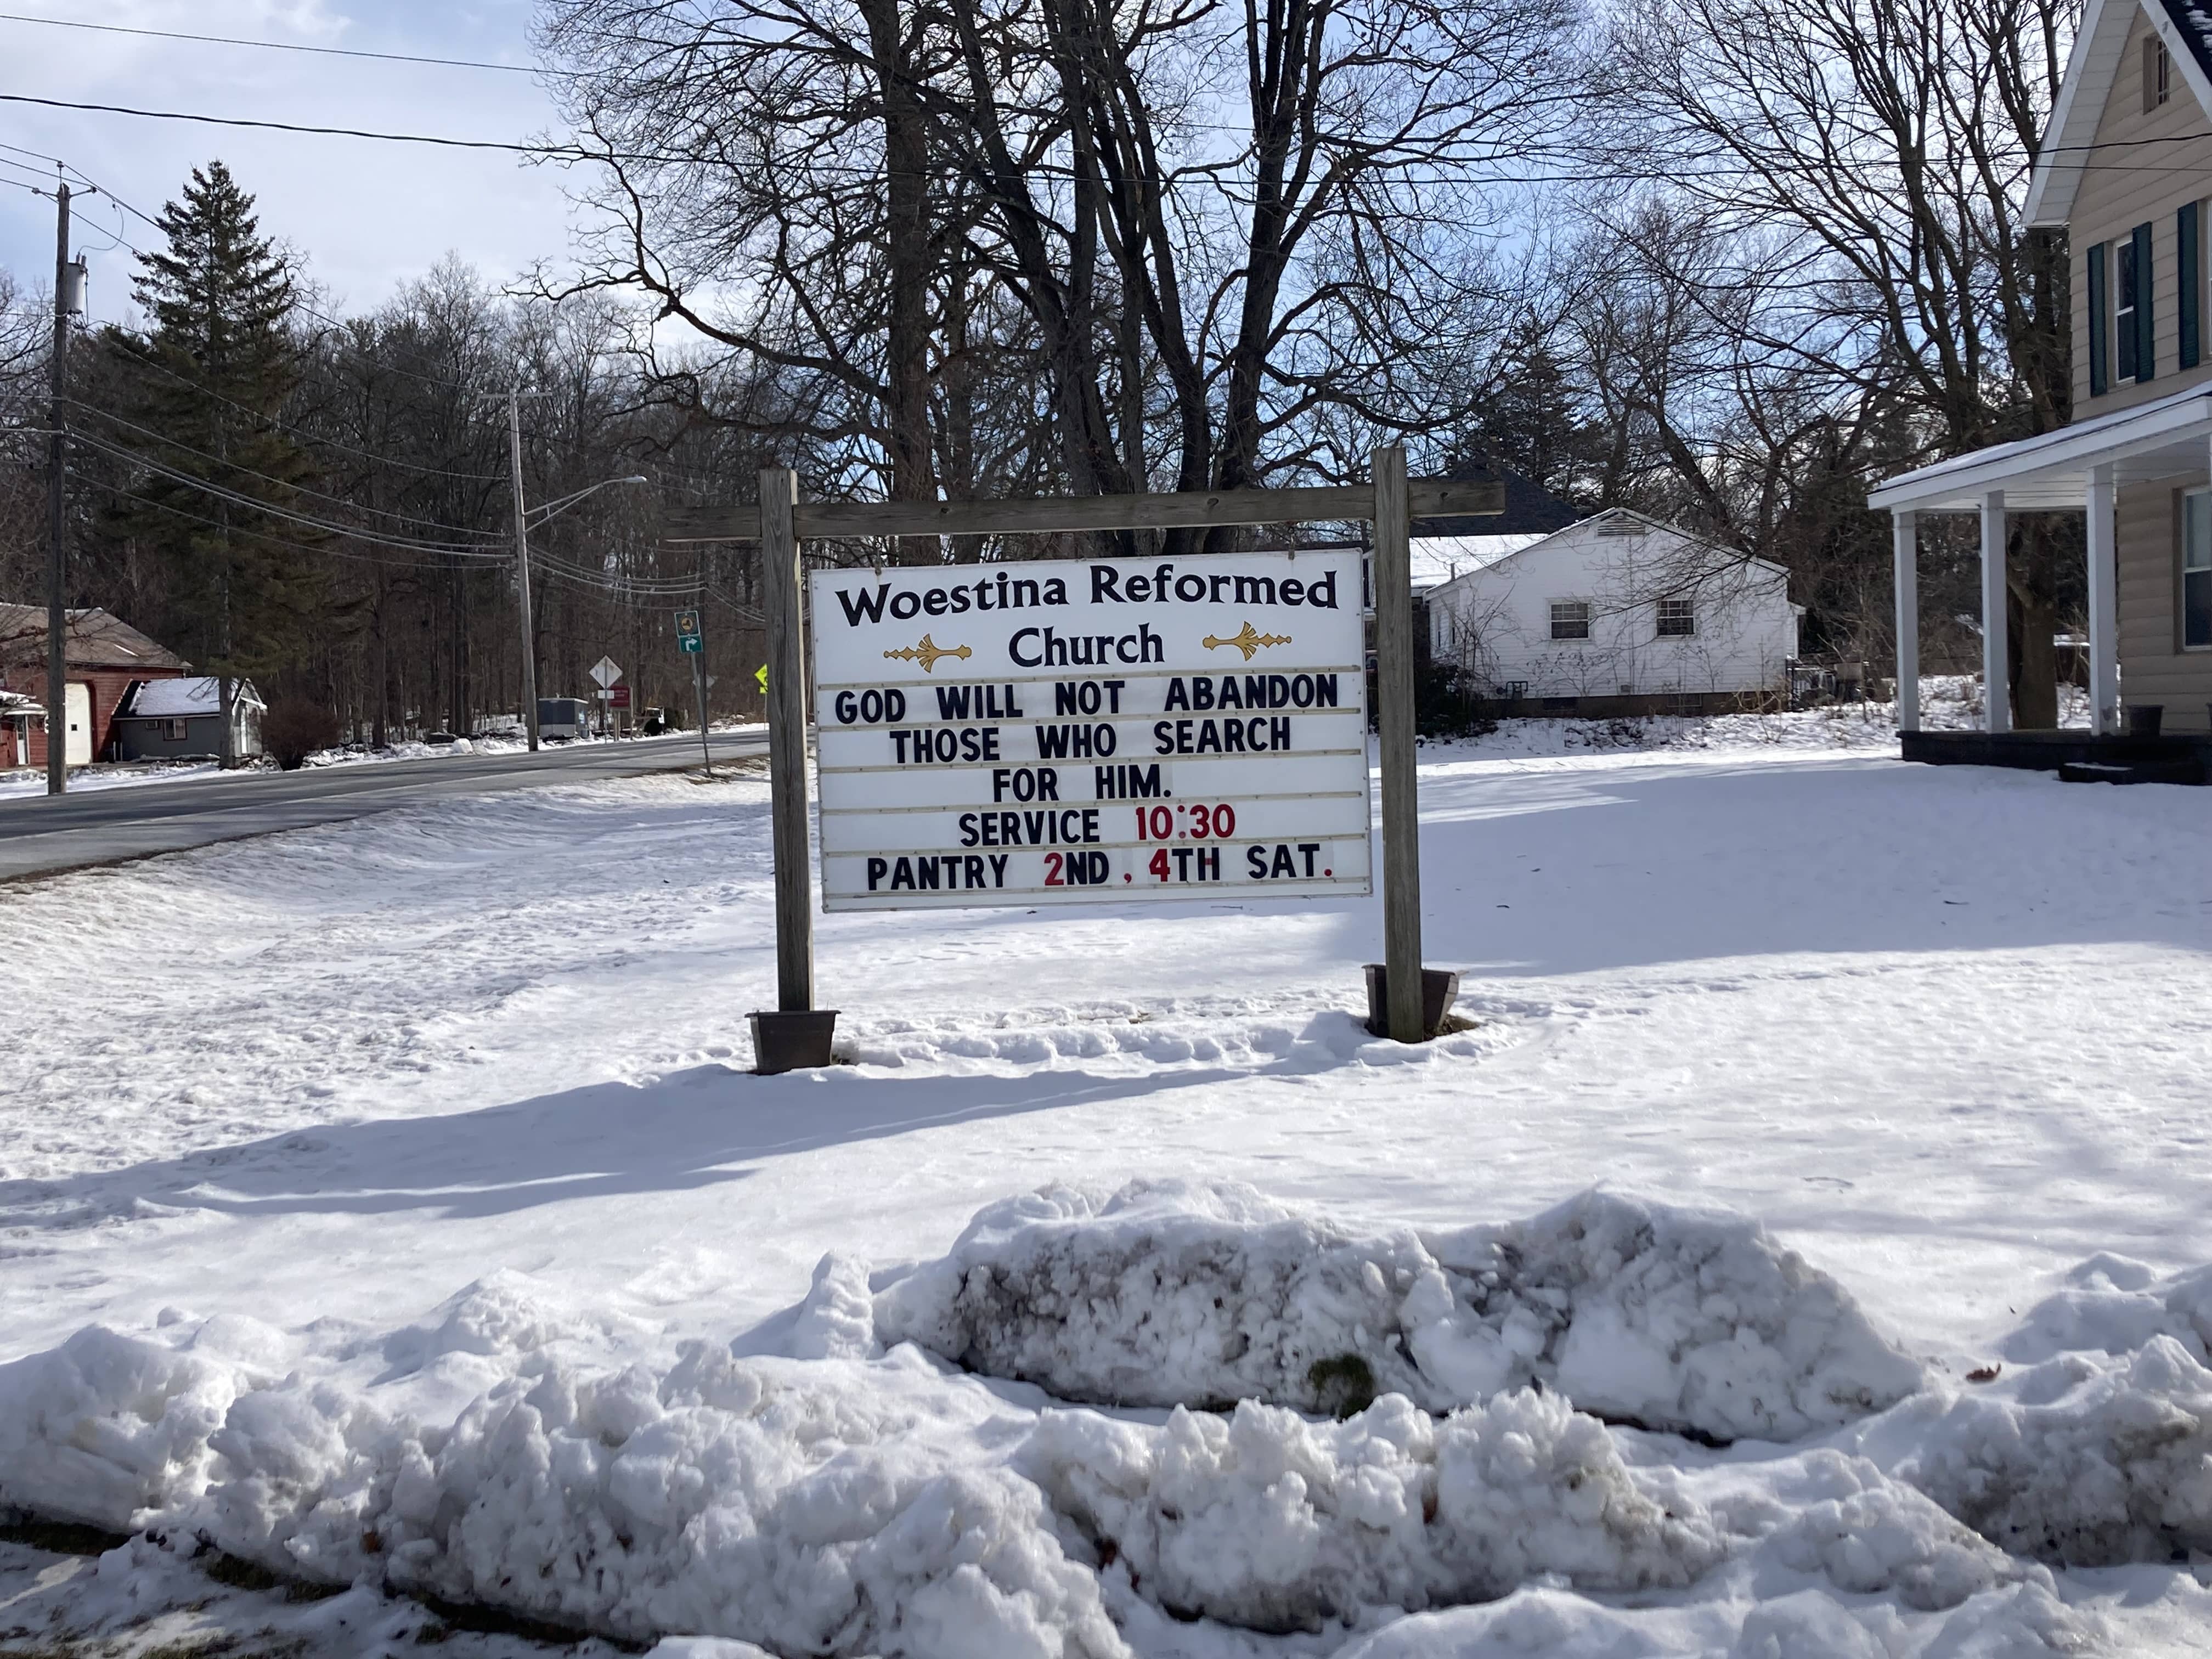 Woestina Reformed
Church
GOD WILL NOT ABANDON
THOSE WHO SEARCH
FOR HIM.
SERVICE 10:30
PANTRY 2ND, 4TH SAT.